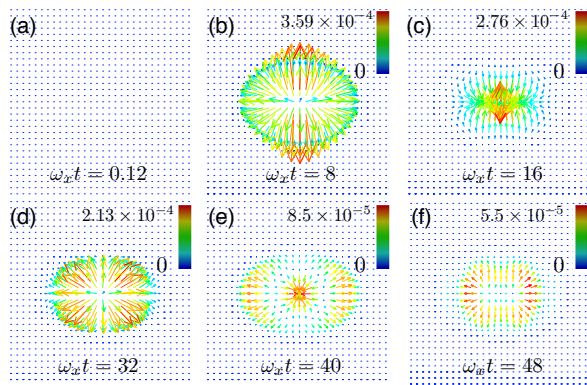 (a)
ωₓt = 0.12
(b)
3.59 × 10⁻⁴
0
ωₓt = 8
(c)
2.76 × 10⁻⁴
0
ωₓt = 16
(d)
2.13 × 10⁻⁴
0
ωₓt = 32
(e)
8.5 × 10⁻⁵
0
ωₓt = 40
(f)
5.5 × 10⁻⁵
0
ωₓt = 48